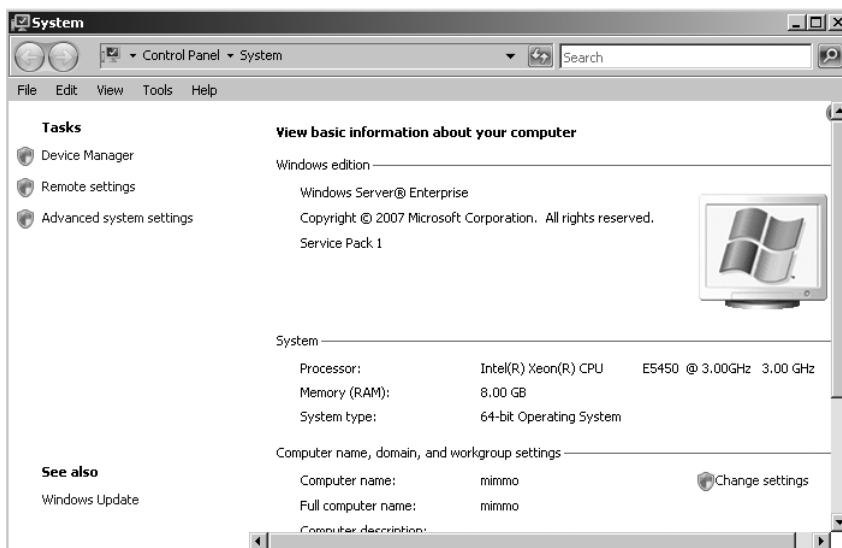 System
Control Panel System
Search
File Edit View Tools Help
Tasks
Device Manager
Remote settings
Advanced system settings
See also
Windows Update
View basic information about your computer
Windows edition
Windows Server® Enterprise
Copyright © 2007 Microsoft Corporation. All rights reserved.
Service Pack 1
System
Processor: Intel(R) Xeon(R) CPU E5450 @ 3.00GHz 3.00 GHz
Memory (RAM): 8.00 GB
System type: 64-bit Operating System
Computer name, domain, and workgroup settings
Computer name: mimmo Change settings
Full computer name: mimmo
Computer description: